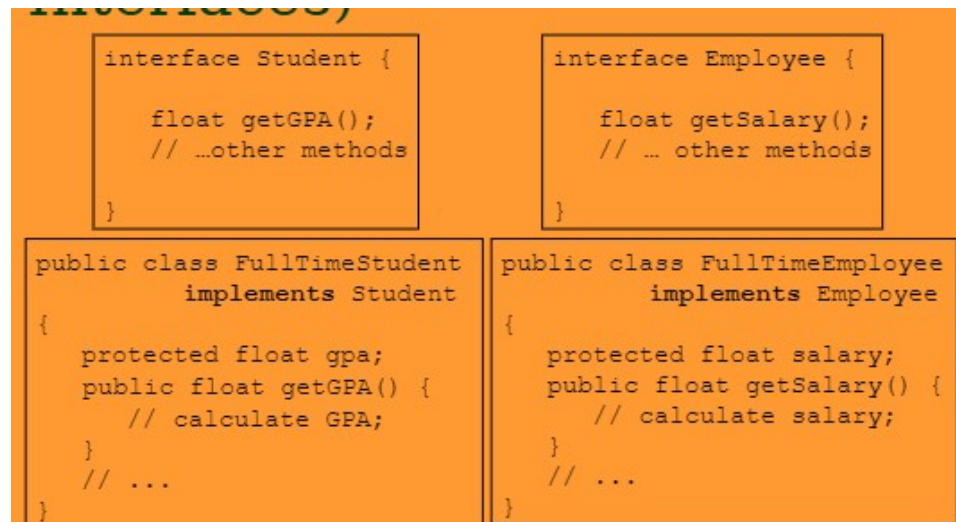 interfaces)
interface Student {
float getGPA();
// …other methods
}
interface Employee {
float getSalary();
// … other methods
}
public class FullTimeStudent
implements Student
{
protected float gpa;
public float getGPA() {
// calculate GPA;
}
// ...
}
public class FullTimeEmployee
implements Employee
{
protected float salary;
public float getSalary() {
// calculate salary;
}
// ...
}